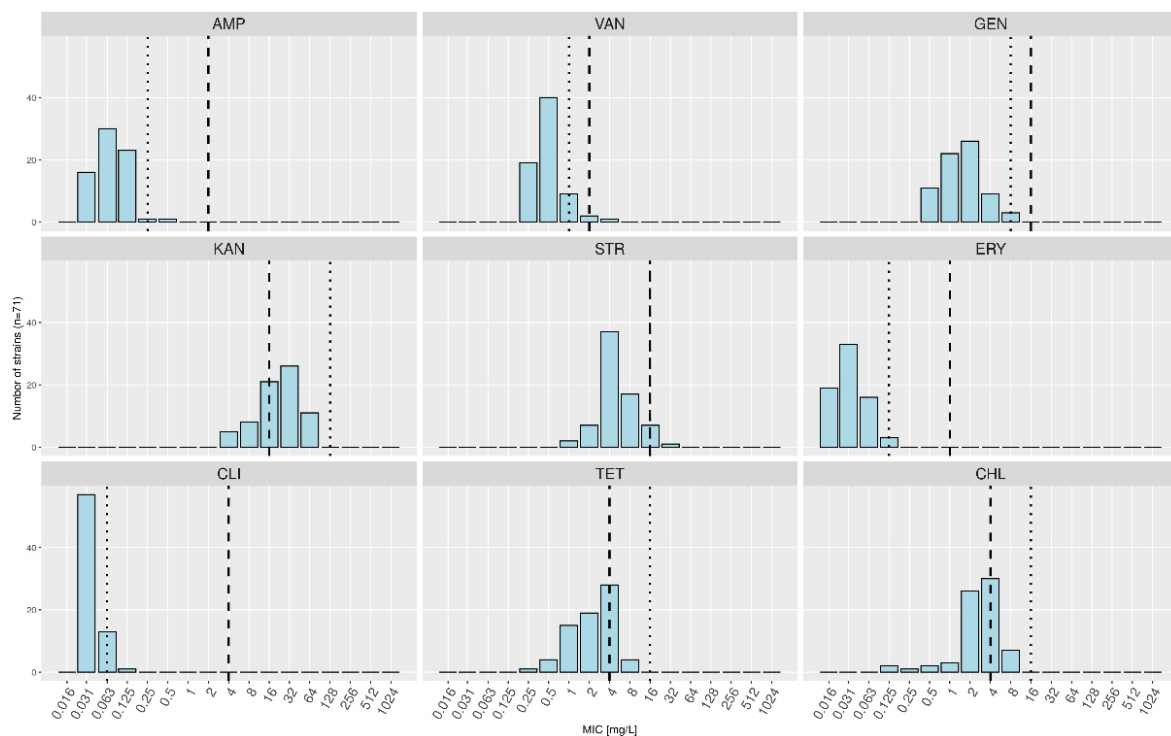 AMP VAN GEN
40
20
0
KAN STR ERY
40
20
0
CLI TET CHL
40
20
0
Number of strains (n=71)
0.016 0.031 0.063 0.125 0.25 0.5 1 2 4 8 16 32 64 128 256 512 1024
0.016 0.031 0.063 0.125 0.25 0.5 1 2 4 8 16 32 64 128 256 512 1024
0.016 0.031 0.063 0.125 0.25 0.5 1 2 4 8 16 32 64 128 256 512 1024
MIC [mg/L]